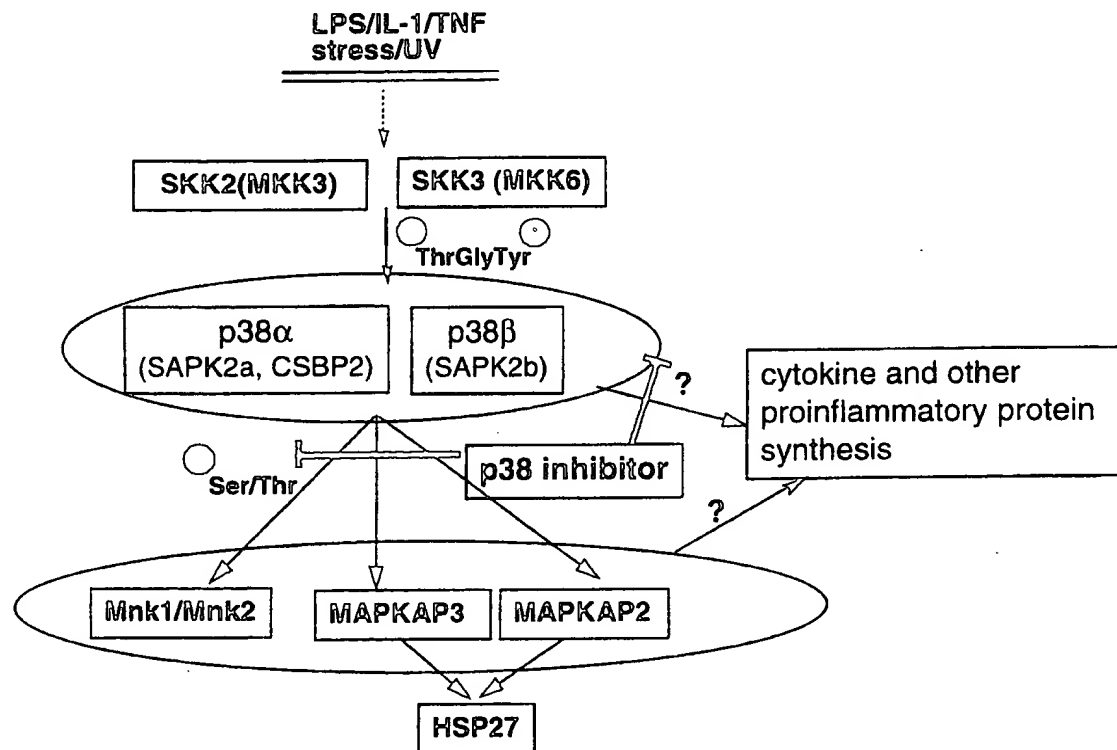 LPS/IL-1/TNF
stress/UV
SKK2(MKK3)
SKK3 (MKK6)
ThrGlyTyr
p38α
(SAPK2a, CSBP2)
p38β
(SAPK2b)
?
cytokine and other
proinflammatory protein
synthesis
Ser/Thr
p38 inhibitor
?
Mnk1/Mnk2
MAPKAP3
MAPKAP2
HSP27